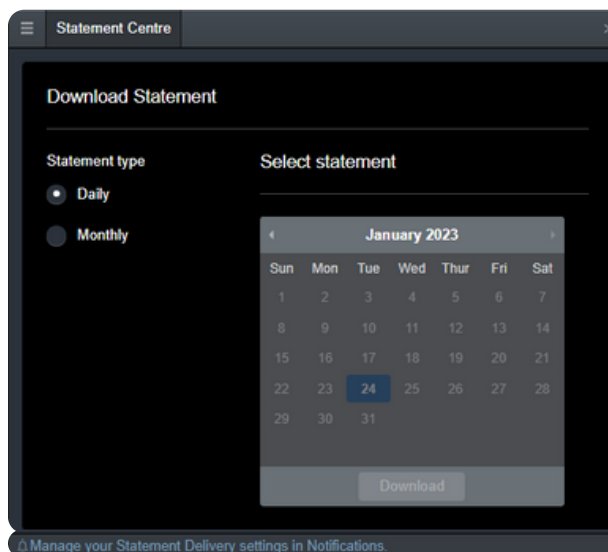 Statement Centre
Download Statement
Statement type
Select statement
Daily
Monthly
January 2023
Sun Mon Tue Wed Thur Fri Sat
1 2 3 4 5 6 7
8 9 10 11 12 13 14
15 16 17 18 19 20 21
22 23 24 25 26 27 28
29 30 31
Download
Manage your Statement Delivery settings in Notifications.